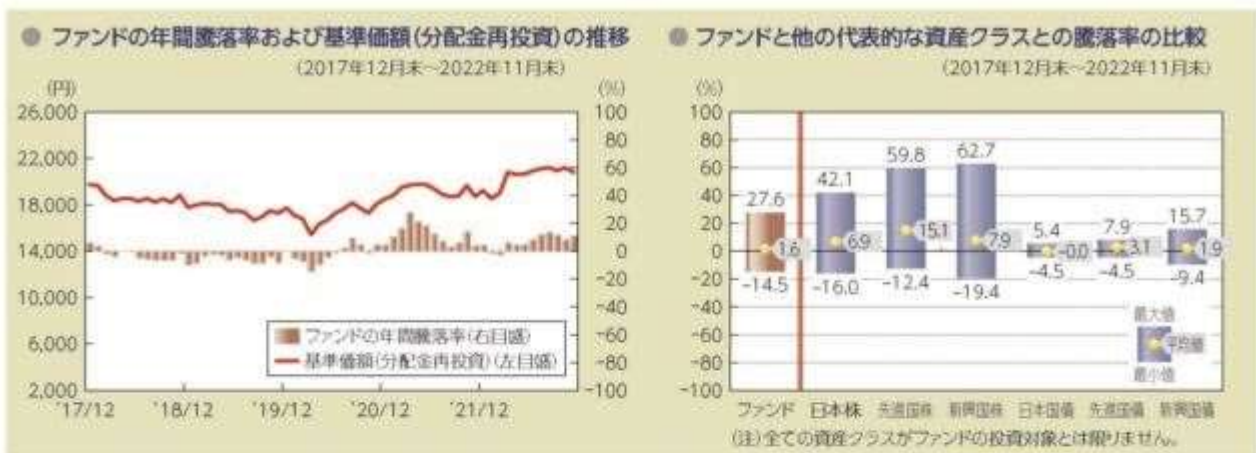 ● ファンドの年間騰落率および基準価額(分配金再投資)の推移
(2017年12月末~2022年11月末)
(円)
(%)
26,000
22,000
18,000
14,000
10,000
6,000
2,000
100
80
60
40
20
0
-20
-40
-60
-80
-100
ファンドの年間騰落率(右目盛)
基準価額(分配金再投資)(左目盛)
'17/12 '18/12 '19/12 '20/12 '21/12
● ファンドと他の代表的な資産クラスとの騰落率の比較
(2017年12月末~2022年11月末)
(%)
100
80
60
40
20
0
-20
-40
-60
-80
-100
27.6 42.1 59.8 62.7 5.4 7.9 15.7
1.6 6.9 15.1 7.9 -0.0 3.1 1.9
-14.5 -16.0 -12.4 -19.4 -4.5 -4.5 -9.4
最大値
平均値
最小値
ファンド 日本株 先進国株 新興国株 日本国債 先進国債 新興国債
(注)全ての資産クラスがファンドの投資対象とは限りません。